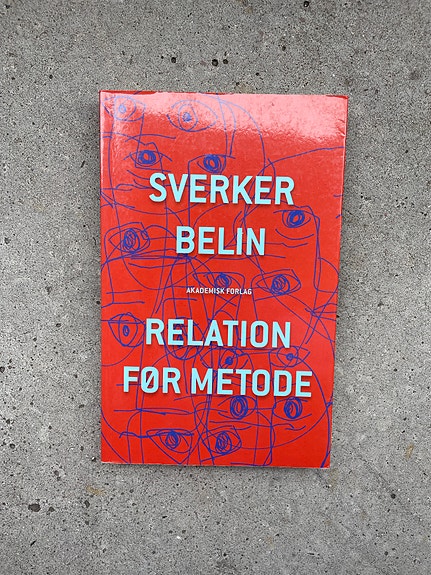 SVERKER
BELIN
AKADEMISK FORLAG
RELATION
FØR METODE